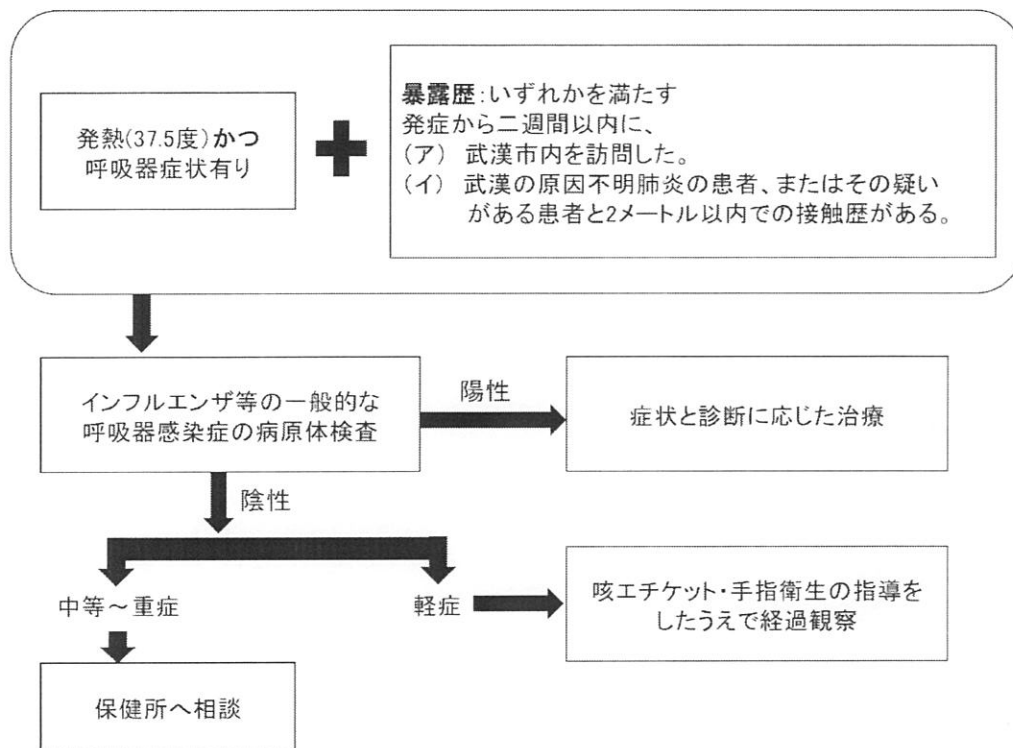 発熱(37.5度)かつ
呼吸器症状有り
暴露歴:いずれかを満たす
発症から二週間以内に、
(ア) 武漢市内を訪問した。
(イ) 武漢の原因不明肺炎の患者、またはその疑い
がある患者と2メートル以内での接触歴がある。
インフルエンザ等の一般的な
呼吸器感染症の病原体検査
陽性
症状と診断に応じた治療
陰性
中等～重症
軽症
咳エチケット・手指衛生の指導を
したうえで経過観察
保健所へ相談